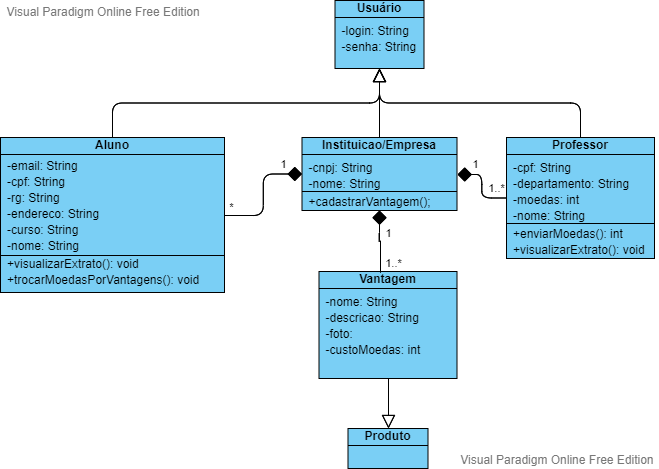 Visual Paradigm Online Free Edition
Usuário
-login: String
-senha: String
Aluno
-email: String
-cpf: String
-rg: String
-endereco: String
-curso: String
-nome: String
+visualizarExtrato(): void
+trocarMoedasPorVantagens(): void
1
*
Instituicao/Empresa
-cnpj: String
-nome: String
+cadastrarVantagem();
1
1..*
Professor
-cpf: String
-departamento: String
-moedas: int
-nome: String
+enviarMoedas(): int
+visualizarExtrato(): void
1
1..*
Vantagem
-nome: String
-descricao: String
-foto:
-custoMoedas: int
Produto
Visual Paradigm Online Free Edition